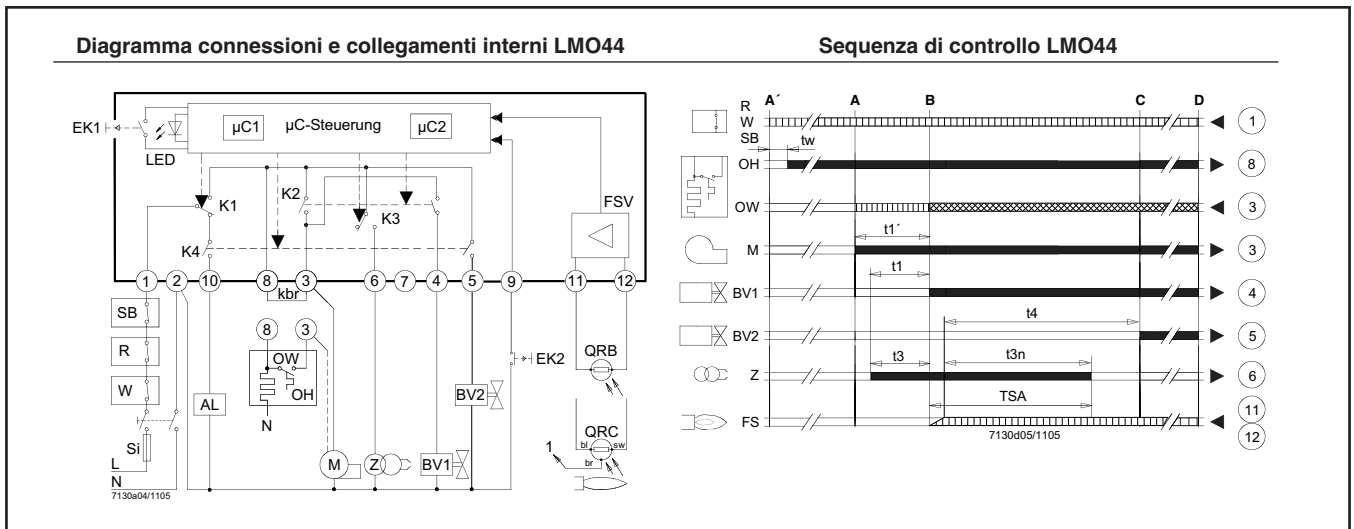 Diagramma connessioni e collegamenti interni LMO44
EK1
LED
µC1
µC-Steuerung
µC2
K1
K2
K3
K4
FSV
1
2
10
8
3
6
7
4
5
9
11
12
kbr
SB
R
W
Si
L
N
7130a04/1105
AL
8
3
OW
OH
N
M
Z
BV1
BV2
EK2
QRB
QRC
bl
sw
br
1
Sequenza di controllo LMO44
A´
A
B
C
D
R
W
SB
1
tw
OH
8
OW
3
t1´
M
3
t1
BV1
4
t4
BV2
5
t3
t3n
Z
6
TSA
FS
11
12
7130d05/1105